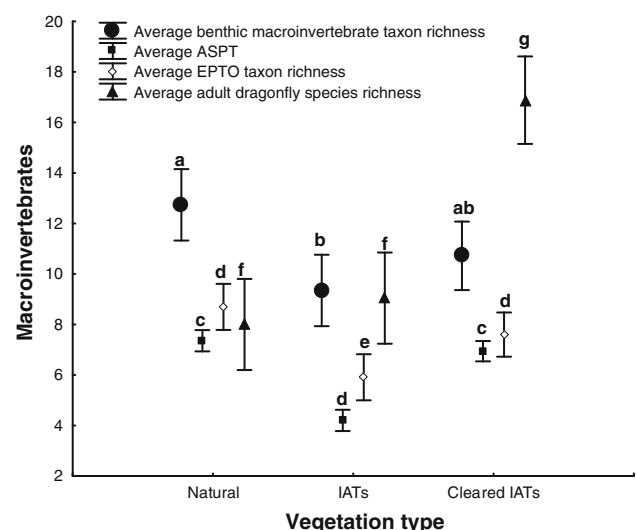 Average benthic macroinvertebrate taxon richness
Average ASPT
Average EPTO taxon richness
Average adult dragonfly species richness
20
18
16
14
12
10
8
6
4
2
Macroinvertebrates
a
c
d
f
b
d
e
f
ab
c
d
g
Natural
IATs
Cleared IATs
Vegetation type